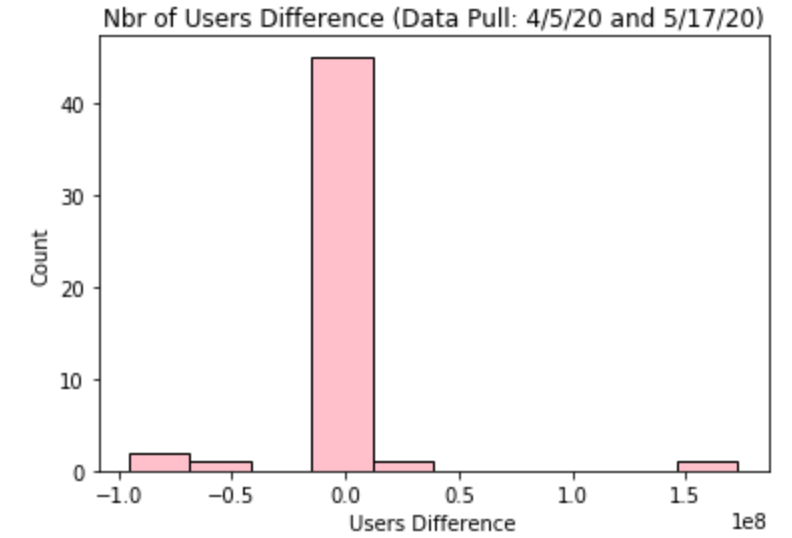 Nbr of Users Difference (Data Pull: 4/5/20 and 5/17/20)
40
30
20
10
0
Count
−1.0 −0.5 0.0 0.5 1.0 1.5
1e8
Users Difference